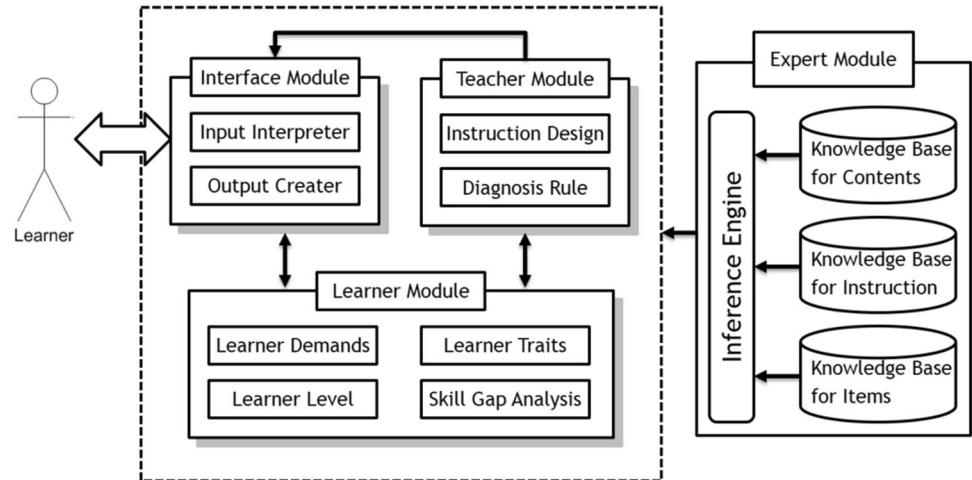 Learner
Interface Module
Input Interpreter
Output Creater
Teacher Module
Instruction Design
Diagnosis Rule
Learner Module
Learner Demands
Learner Traits
Learner Level
Skill Gap Analysis
Expert Module
Inference Engine
Knowledge Base
for Contents
Knowledge Base
for Instruction
Knowledge Base
for Items